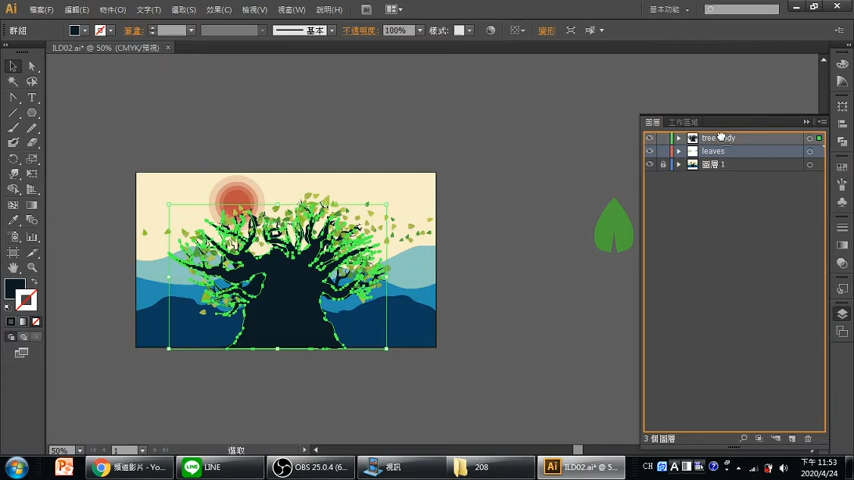 Ai 檔案(F) 編輯(E) 物件(O) 文字(T) 選取(S) 效果(C) 檢視(V) 視窗(W) 說明(H) 基本功能
群組 筆畫: 基本 不透明度: 100% 樣式: 變形
ILD02.ai* @ 50% (CMYK/預視) ×
圖層 工作區域
tree body
leaves
圖層 1
3 個圖層
50% 1 選取
頻道影片 - Yo... LINE OBS 25.0.4 (6... 視訊 208 Ai ILD02.ai* @ 5... CH 下午 11:53
2020/4/24